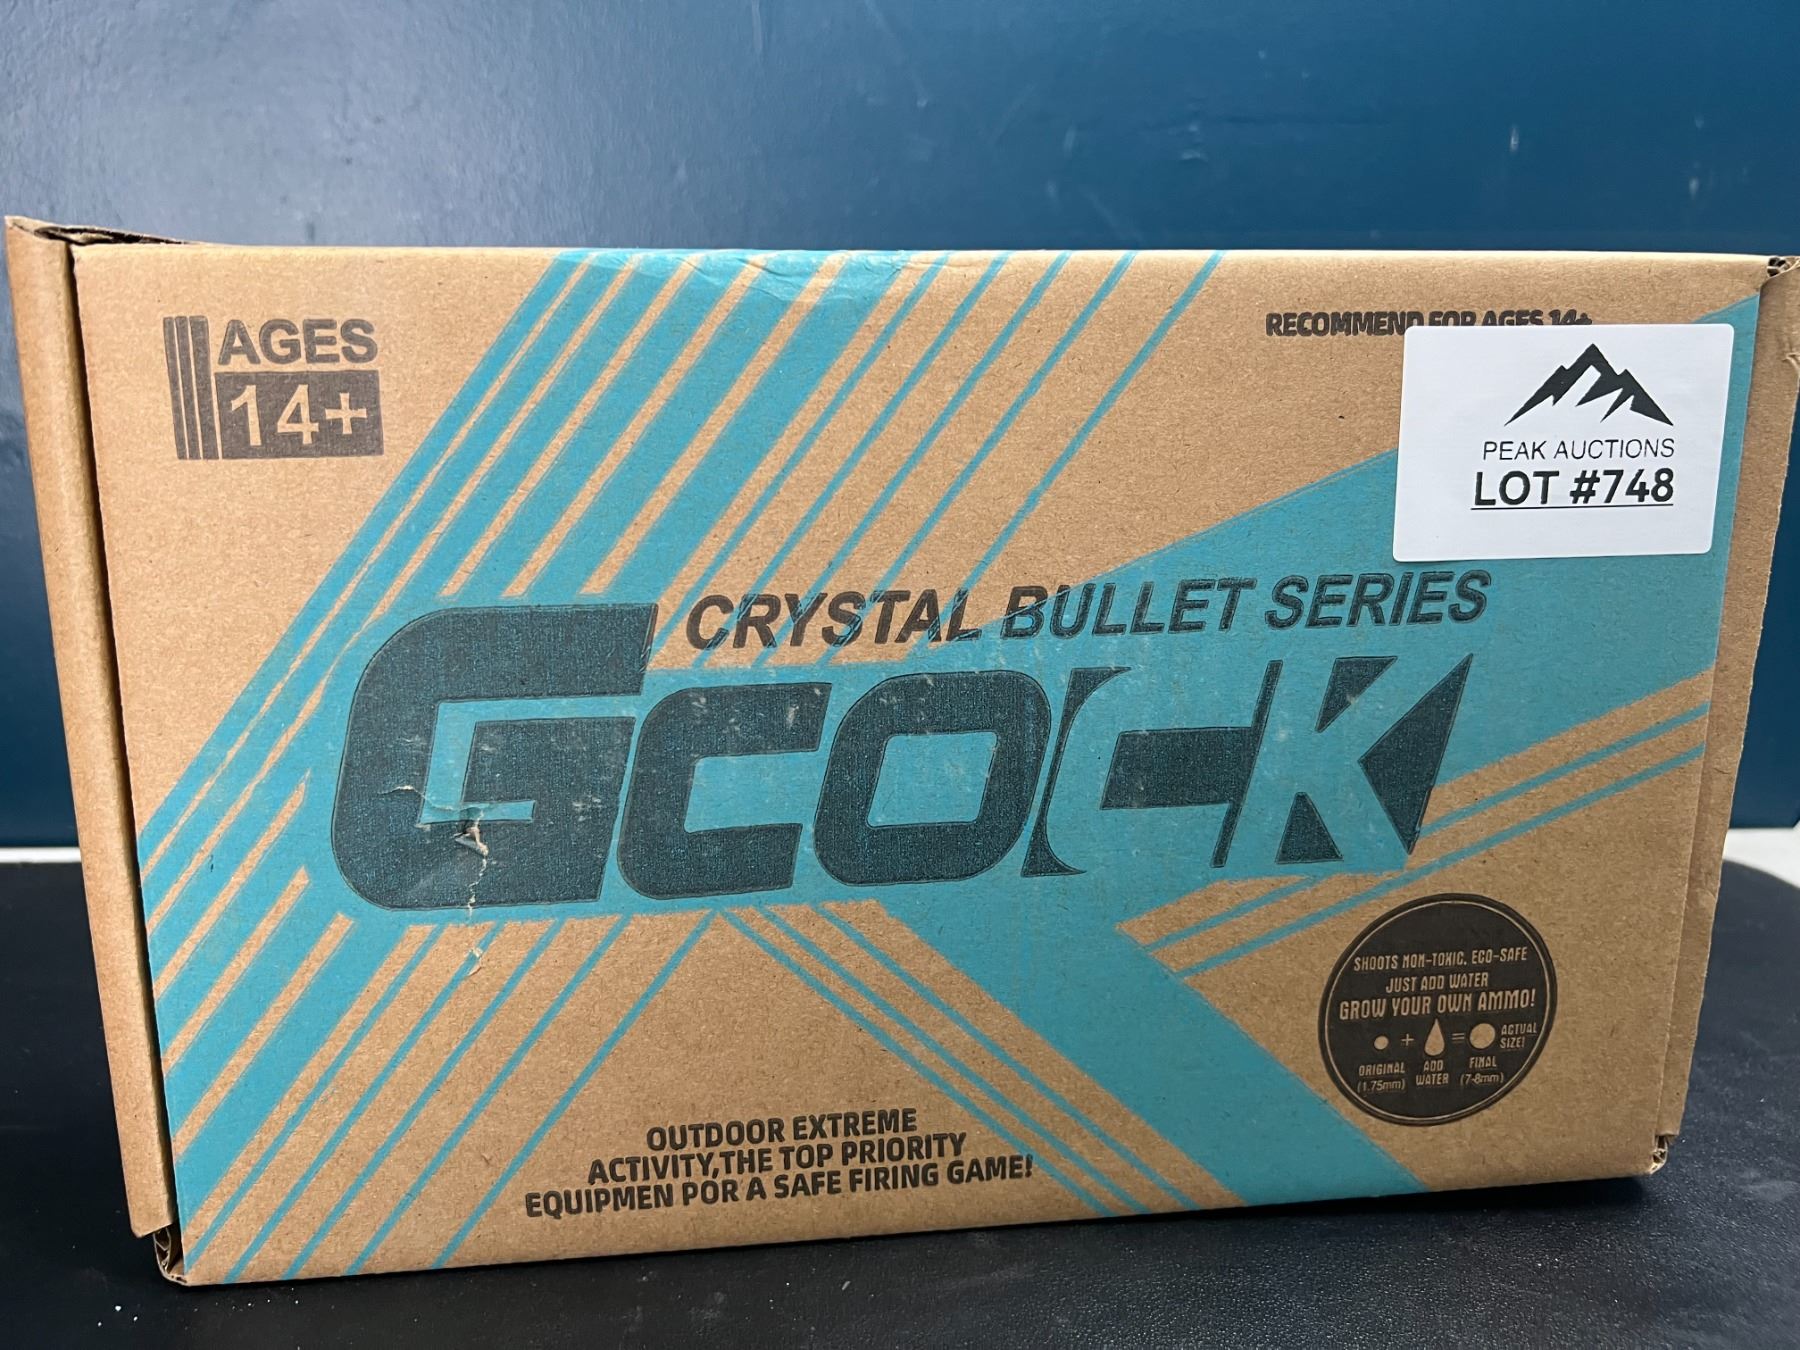 AGES
14+
RECOMMEND FOR AGES 14+
PEAK AUCTIONS
LOT #748
CRYSTAL BULLET SERIES
GCOCK
SHOOTS NON-TOXIC, ECO-SAFE
JUST ADD WATER
GROW YOUR OWN AMMO!
+ = ACTUAL SIZE!
ORIGINAL ADD FINAL
(1.75mm) WATER (7-8mm)
OUTDOOR EXTREME
ACTIVITY,THE TOP PRIORITY
EQUIPMEN POR A SAFE FIRING GAME!